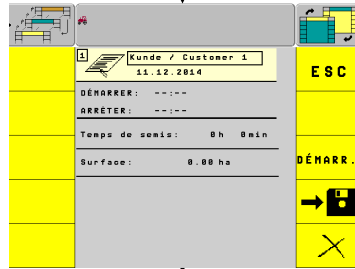 1
Kunde / Customer 1
11.12.2014
ESC
DÉMARRER: --:--
ARRÊTER: --:--
Temps de semis: 0h 0min
Surface: 0.00 ha
DÉMARR.